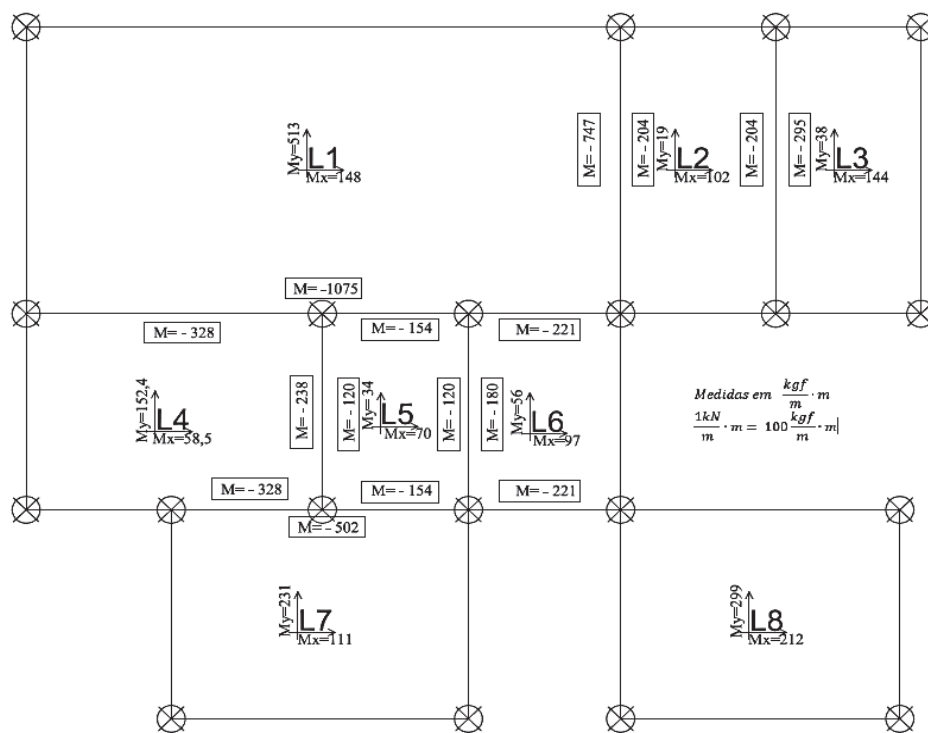 My=513
L1
Mx=148
M= -747
M= - 204
My=19
L2
Mx=102
M= - 204
M= - 295
My=38
L3
Mx=144
M= -1075
M= - 328
M= - 154
M= - 221
My=152,4
L4
Mx=58,5
M= - 238
M= - 120
My= 34
L5
Mx=70
M= - 120
M= - 180
My=56
L6
Mx=97
Medidas em kgf/m · m
1kN/m · m = 100 kgf/m · m
M= - 328
M= - 154
M= - 221
M= - 502
My=231
L7
Mx=111
My=299
L8
Mx=212